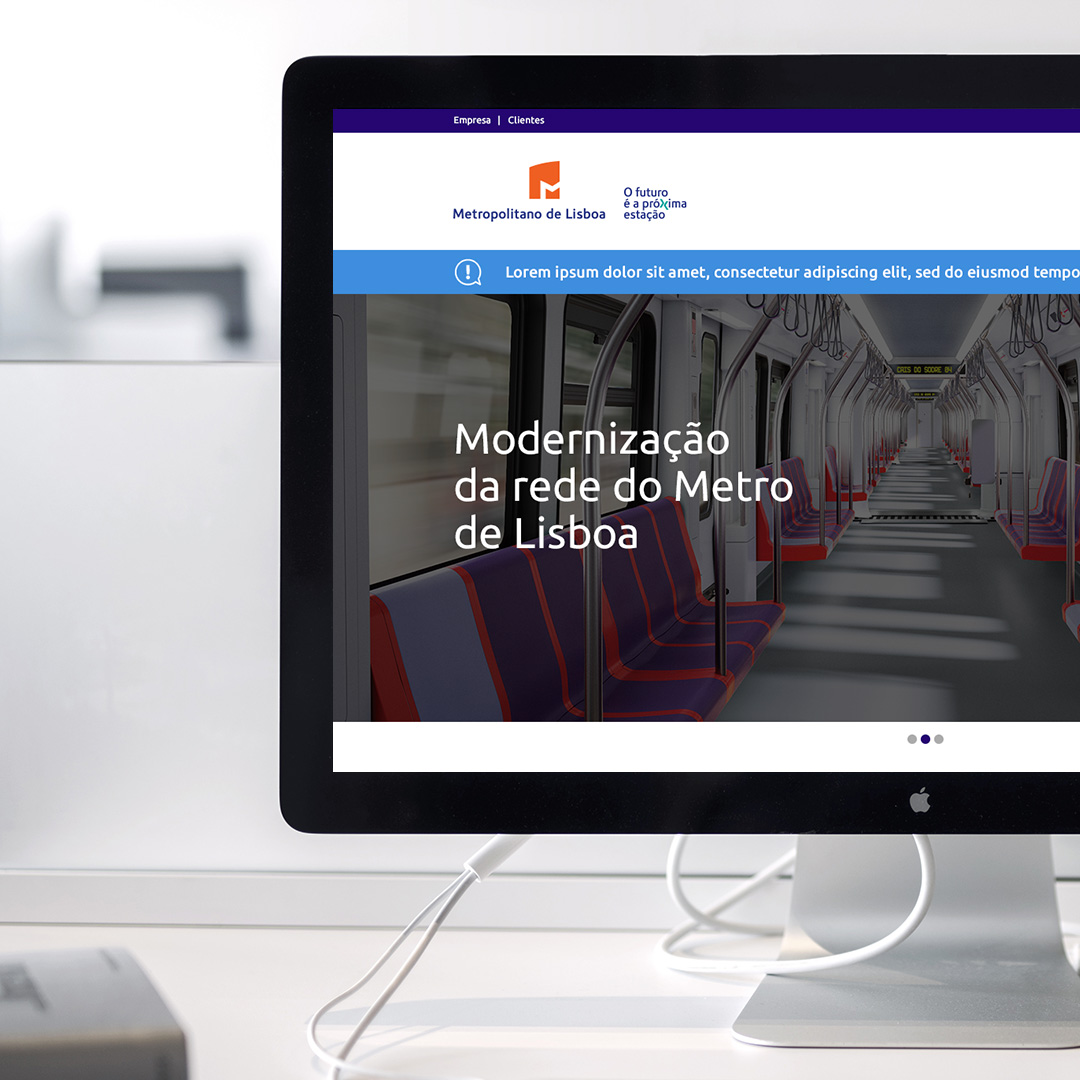 Empresa | Clientes
Metropolitano de Lisboa
O futuro
é a próxima
estação
Lorem ipsum dolor sit amet, consectetur adipiscing elit, sed do eiusmod tempo
CAIS DO SODRE 04
Modernização
da rede do Metro
de Lisboa